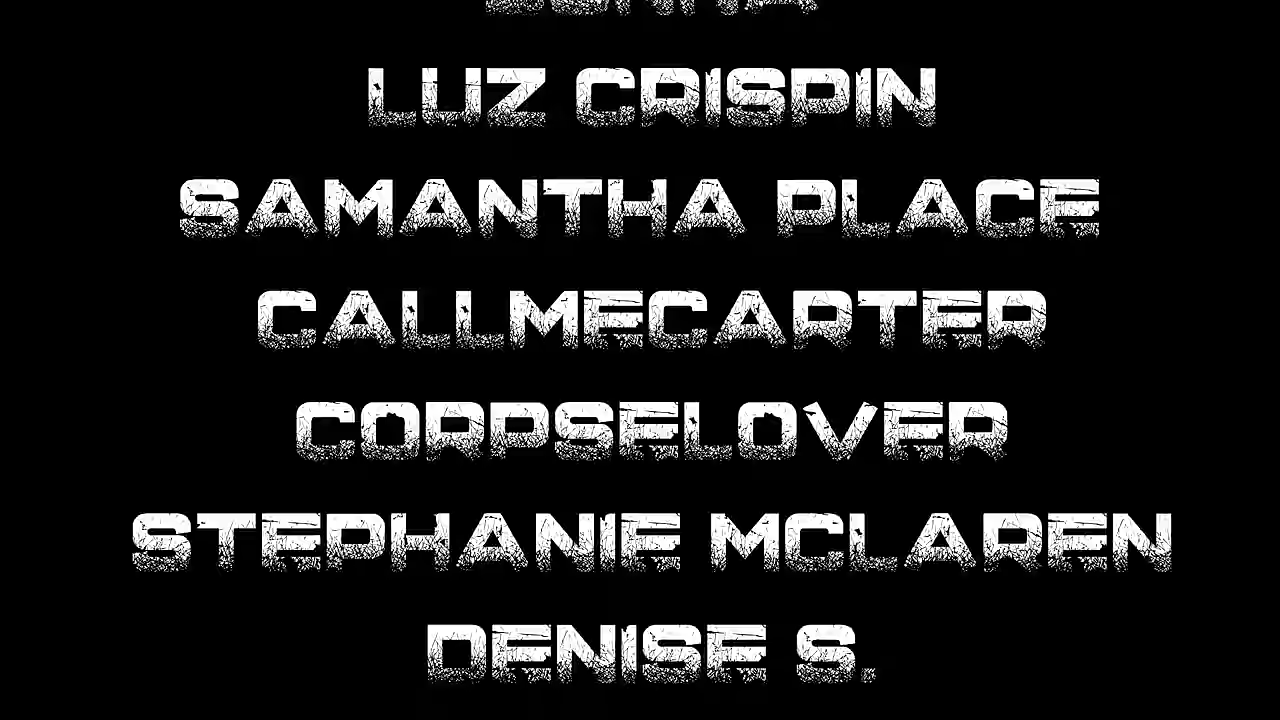 LUZ CRISPIN
SAMANTHA PLACE
CALLMECARTER
CORPSELOVER
STEPHANIE MCLAREN
DENISE S.